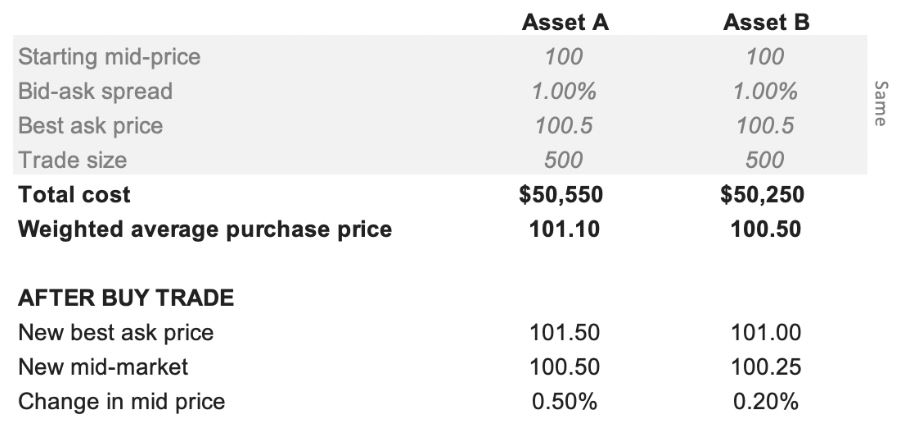 Asset A Asset B
Starting mid-price 100 100
Bid-ask spread 1.00% 1.00%
Best ask price 100.5 100.5
Trade size 500 500
Same
Total cost $50,550 $50,250
Weighted average purchase price 101.10 100.50
AFTER BUY TRADE
New best ask price 101.50 101.00
New mid-market 100.50 100.25
Change in mid price 0.50% 0.20%